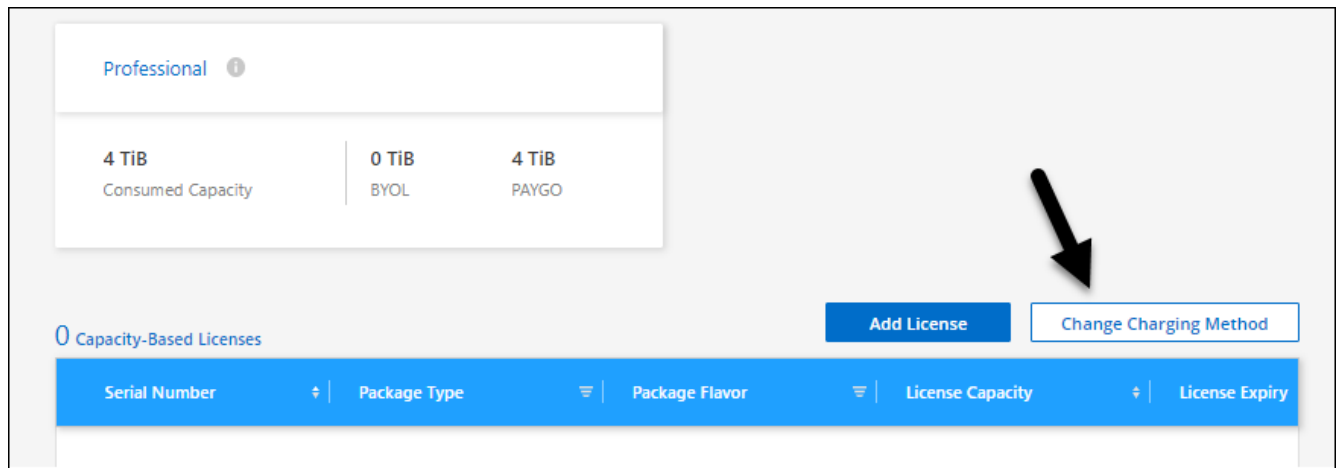 Professional
4 TiB 0 TiB 4 TiB
Consumed Capacity BYOL PAYGO
Add License Change Charging Method
0 Capacity-Based Licenses
Serial Number Package Type Package Flavor License Capacity License Expiry